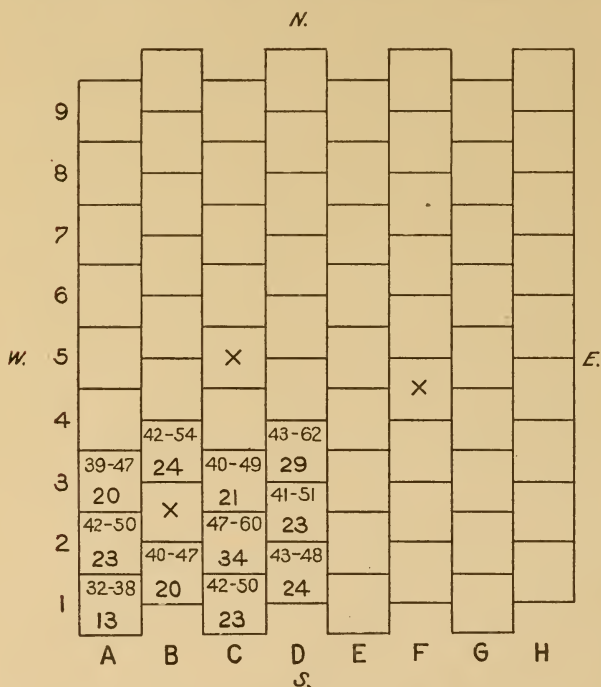 N.
9
8
7
6
W. 5 × E.
×
4
42-54 43-62
39-47 24 40-49 29
3
20 × 21 41-51
42-50 47-60 23
2
23 40-47 34 43-48
32-38 20 42-50 24
1
13 23
A B C D E F G H
S.